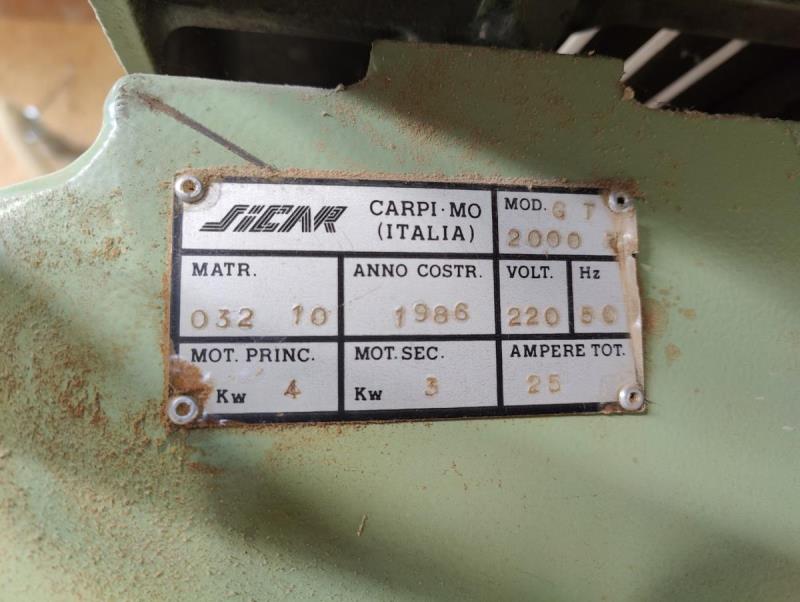 SICAR
CARPI·MO
(ITALIA)
MOD. G T
2000
MATR.
032 10
ANNO COSTR.
1986
VOLT.
220
Hz
50
MOT. PRINC.
Kw 4
MOT. SEC.
Kw 3
AMPERE TOT.
25